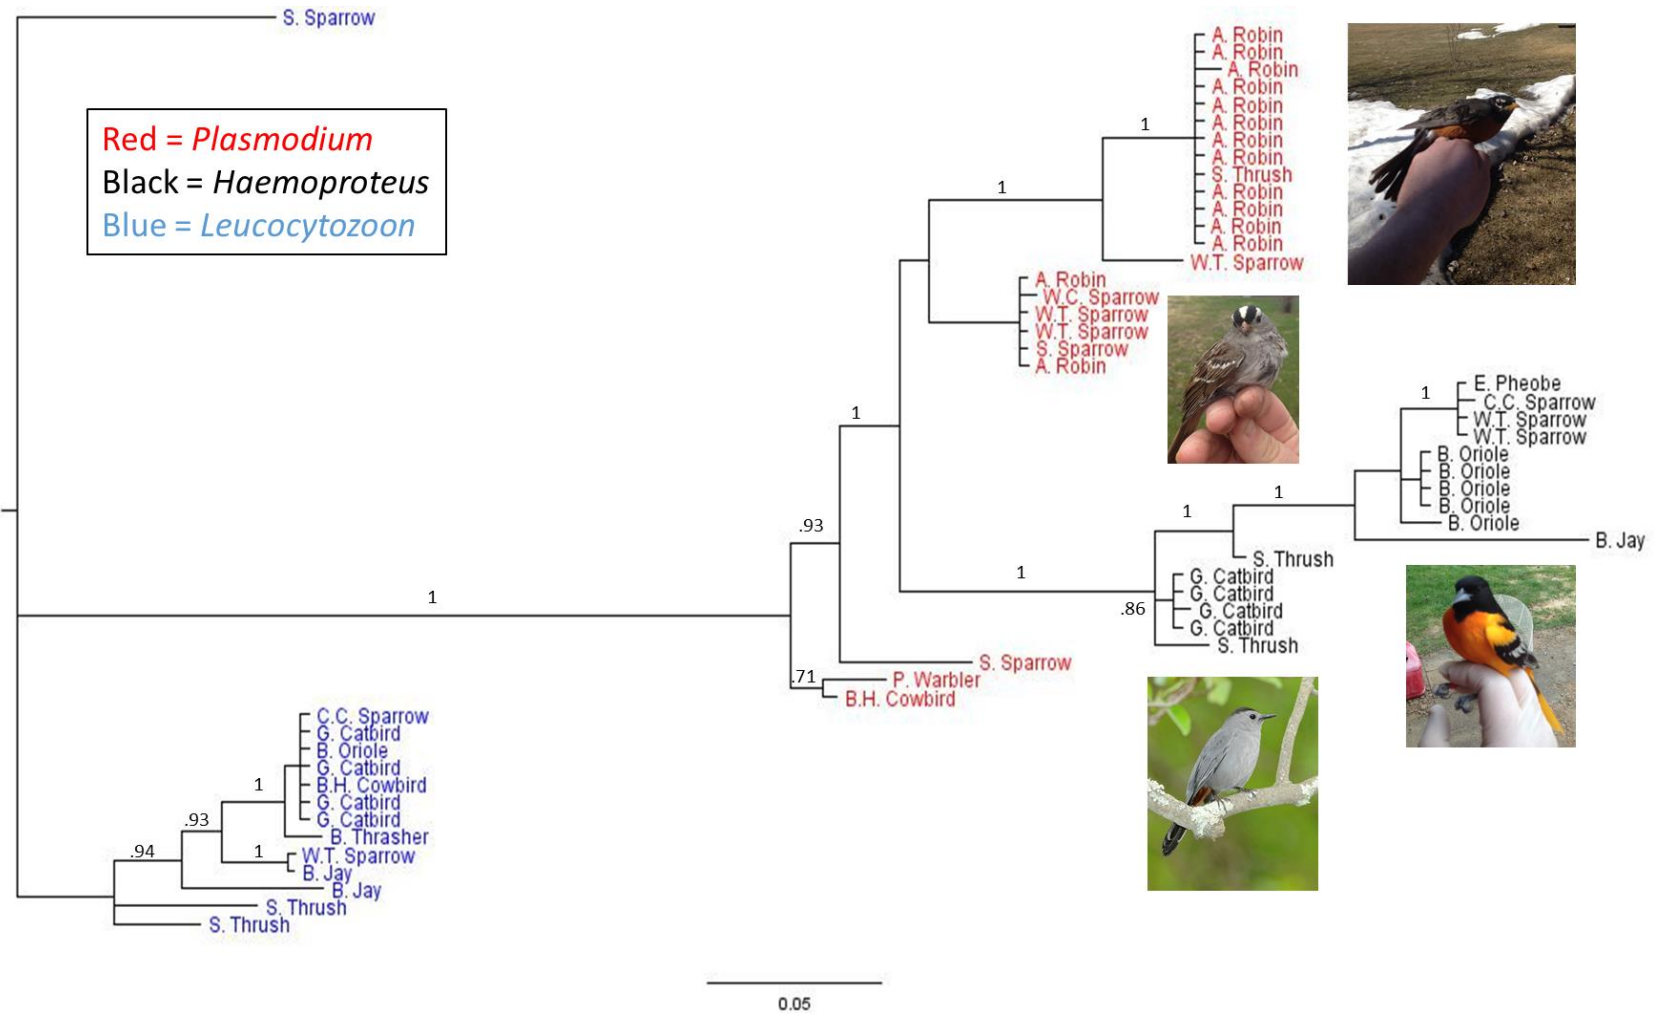 S. Sparrow
Red = Plasmodium
Black = Haemoproteus
Blue = Leucocytozoon
A. Robin
A. Robin
A. Robin
A. Robin
A. Robin
A. Robin
A. Robin
A. Robin
S. Thrush
A. Robin
A. Robin
A. Robin
A. Robin
W.T. Sparrow
1
1
A. Robin
W.C. Sparrow
W.T. Sparrow
W.T. Sparrow
S. Sparrow
A. Robin
1
E. Pheobe
C.C. Sparrow
W.T. Sparrow
W.T. Sparrow
1
B. Oriole
B. Oriole
B. Oriole
B. Oriole
B. Oriole
B. Jay
1
1
S. Thrush
G. Catbird
G. Catbird
G. Catbird
G. Catbird
S. Thrush
1
.86
.93
1
S. Sparrow
P. Warbler
B.H. Cowbird
.71
C.C. Sparrow
G. Catbird
B. Oriole
G. Catbird
B.H. Cowbird
G. Catbird
G. Catbird
B. Thrasher
1
.93
W.T. Sparrow
B. Jay
1
.94
B. Jay
S. Thrush
S. Thrush
0.05